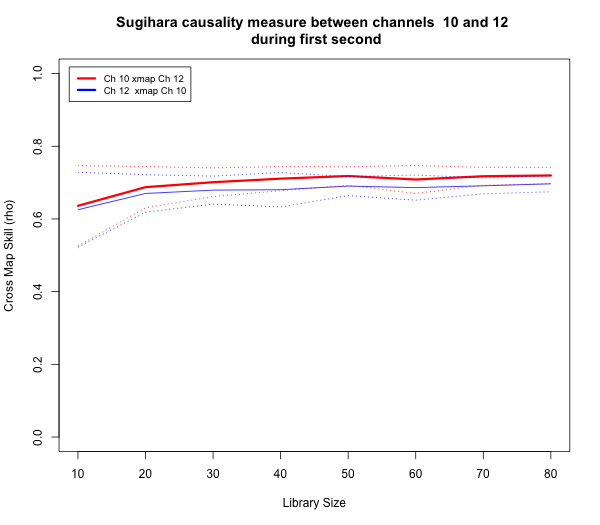 Sugihara causality measure between channels  10 and 12
during first second
Ch 10 xmap Ch 12
Ch 12  xmap Ch 10
1.0
0.8
0.6
0.4
0.2
0.0
Cross Map Skill (rho)
10 20 30 40 50 60 70 80
Library Size